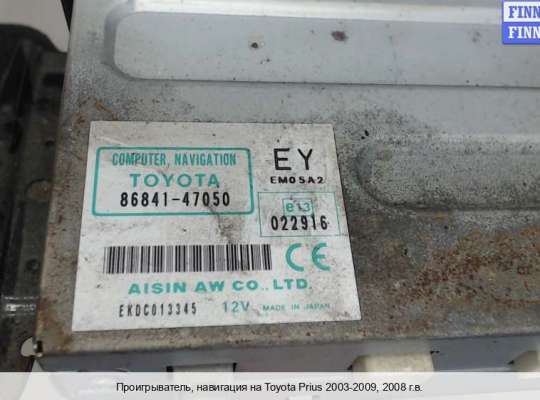 FINN
FINN
COMPUTER, NAVIGATION
TOYOTA
86841-47050
EY
EM05A2
e13
022916
AISIN AW CO., LTD.
EKDC013345
12V
MADE IN JAPAN
CE
Проигрыватель, навигация на Toyota Prius 2003-2009, 2008 г.в.